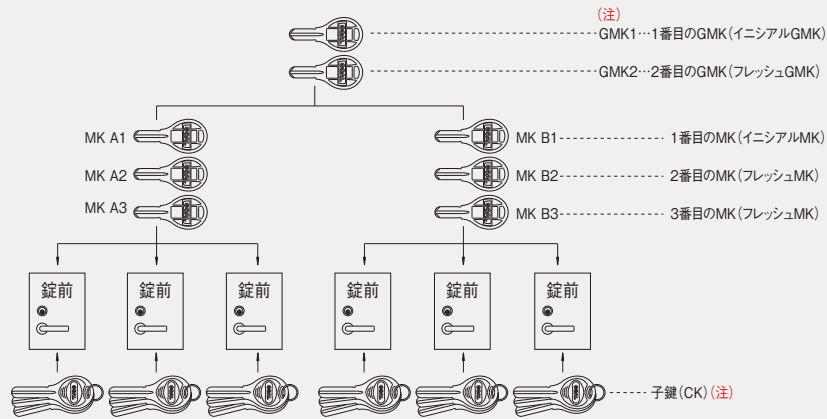 (注)
GMK1…1番目のGMK(イニシアルGMK)
GMK2…2番目のGMK(フレッシュGMK)
MK A1
MK B1
1番目のMK(イニシアルMK)
MK A2
MK B2
2番目のMK(フレッシュMK)
MK A3
MK B3
3番目のMK(フレッシュMK)
錠前 錠前 錠前 錠前 錠前 錠前
子鍵(CK)(注)